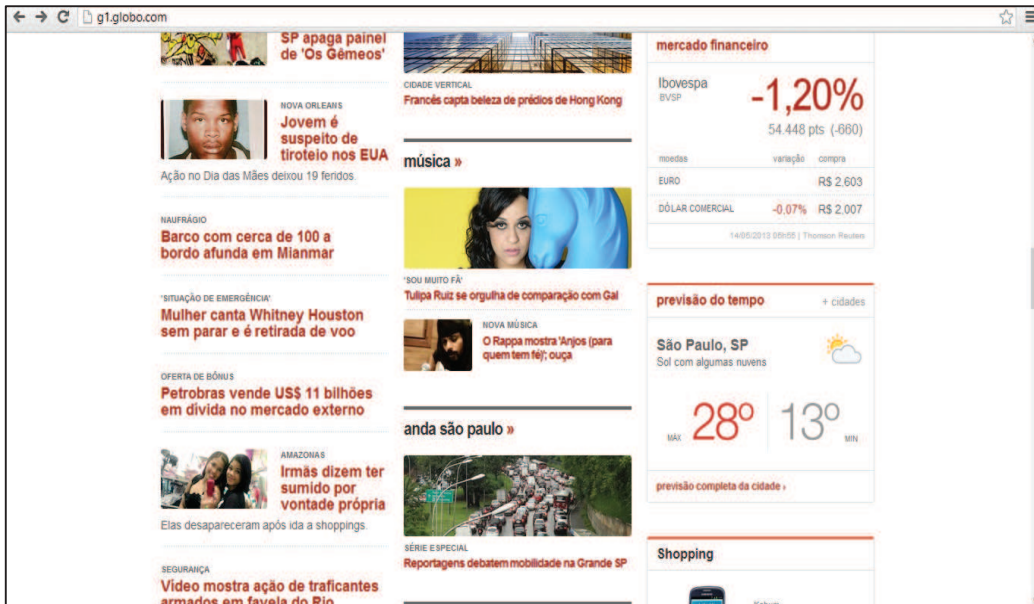 g1.globo.com
SP apaga painel
de 'Os Gêmeos'
NOVA ORLEANS
Jovem é
suspeito de
tiroteio nos EUA
Ação no Dia das Mães deixou 19 feridos.
NAUFRÁGIO
Barco com cerca de 100 a
bordo afunda em Mianmar
'SITUAÇÃO DE EMERGÊNCIA'
Mulher canta Whitney Houston
sem parar e é retirada de voo
OFERTA DE BÔNUS
Petrobras vende US$ 11 bilhões
em dívida no mercado externo
AMAZONAS
Irmãs dizem ter
sumido por
vontade própria
Elas desapareceram após ida a shoppings.
SEGURANÇA
Vídeo mostra ação de traficantes
armados em favela do Rio
CIDADE VERTICAL
Francês capta beleza de prédios de Hong Kong
música »
'SOU MUITO FÃ'
Tulipa Ruiz se orgulha de comparação com Gal
NOVA MÚSICA
O Rappa mostra 'Anjos (para
quem tem fé)'; ouça
anda são paulo »
SÉRIE ESPECIAL
Reportagens debatem mobilidade na Grande SP
mercado financeiro
Ibovespa
BVSP
-1,20%
54.448 pts (-660)
moedas variação compra
EURO R$ 2,603
DÓLAR COMERCIAL -0,07% R$ 2,007
Thomson Reuters
previsão do tempo + cidades
São Paulo, SP
Sol com algumas nuvens
MÁX 28º 13º MIN
previsão completa da cidade ›
Shopping